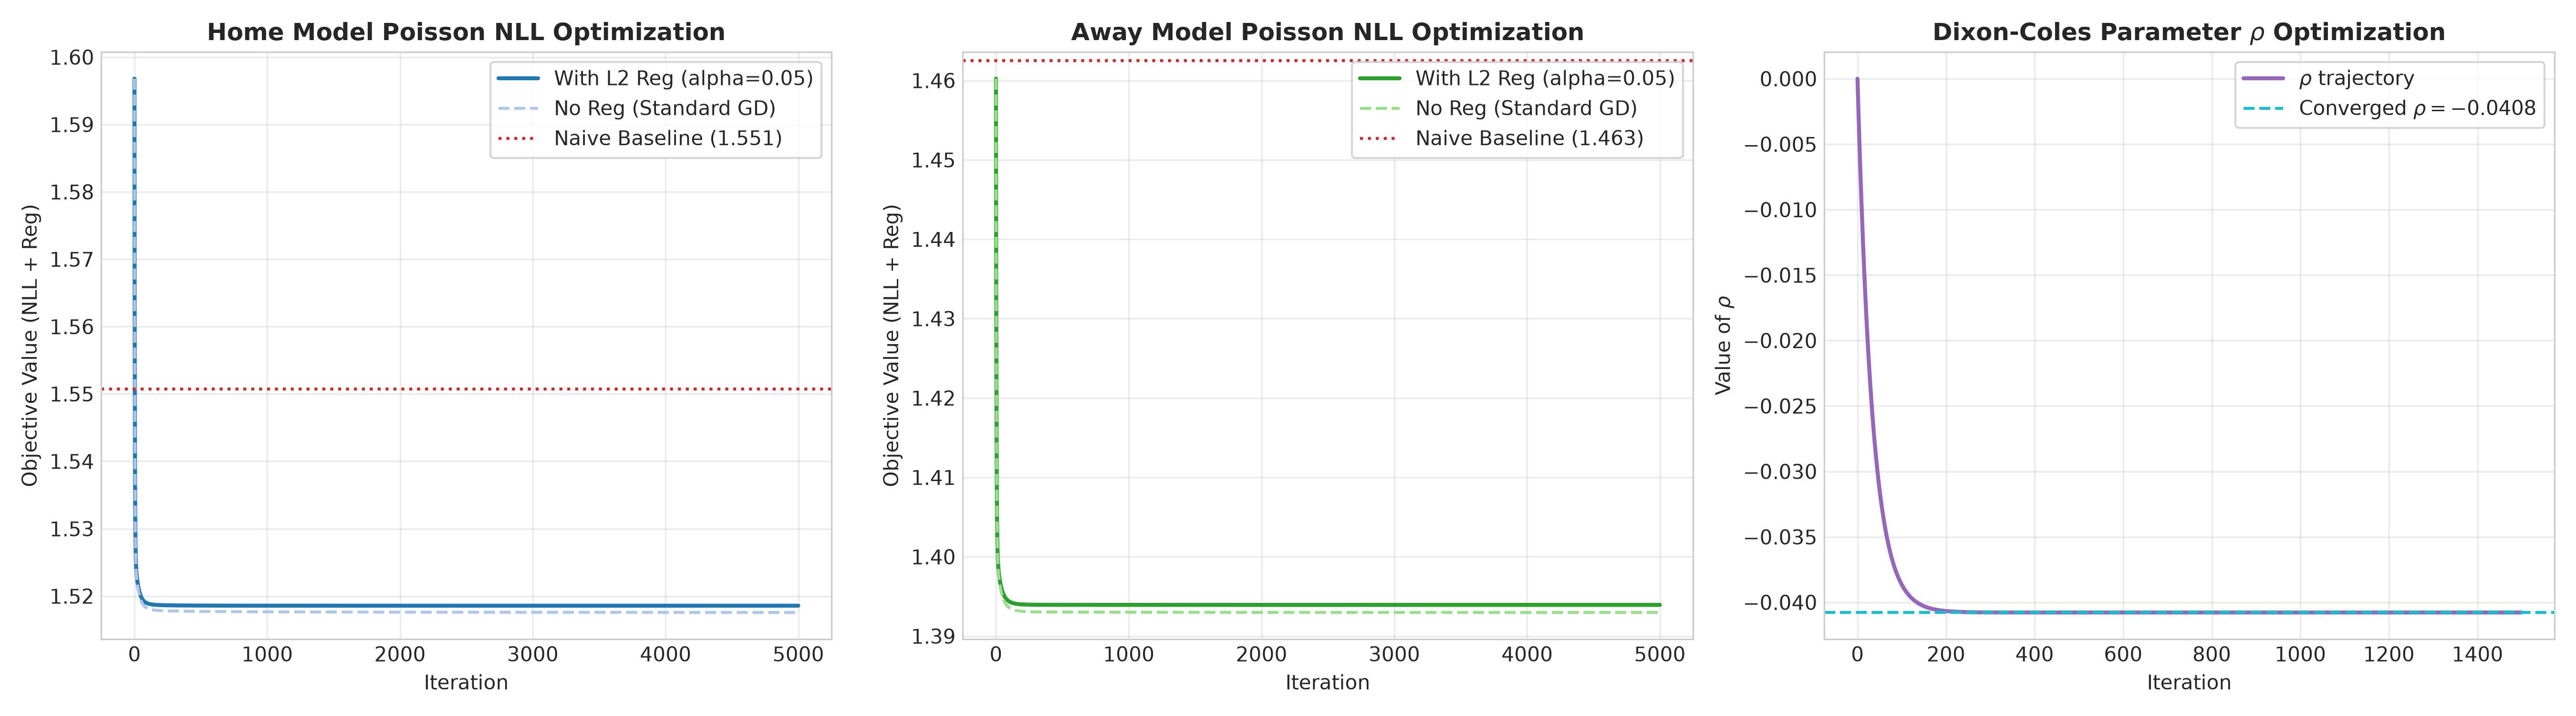 Home Model Poisson NLL Optimization
With L2 Reg (alpha=0.05)
No Reg (Standard GD)
Naive Baseline (1.551)
Objective Value (NLL + Reg)
1.60
1.59
1.58
1.57
1.56
1.55
1.54
1.53
1.52
0 1000 2000 3000 4000 5000
Iteration
Away Model Poisson NLL Optimization
With L2 Reg (alpha=0.05)
No Reg (Standard GD)
Naive Baseline (1.463)
Objective Value (NLL + Reg)
1.46
1.45
1.44
1.43
1.42
1.41
1.40
1.39
0 1000 2000 3000 4000 5000
Iteration
Dixon-Coles Parameter ρ Optimization
ρ trajectory
Converged ρ = −0.0408
Value of ρ
0.000
−0.005
−0.010
−0.015
−0.020
−0.025
−0.030
−0.035
−0.040
0 200 400 600 800 1000 1200 1400
Iteration